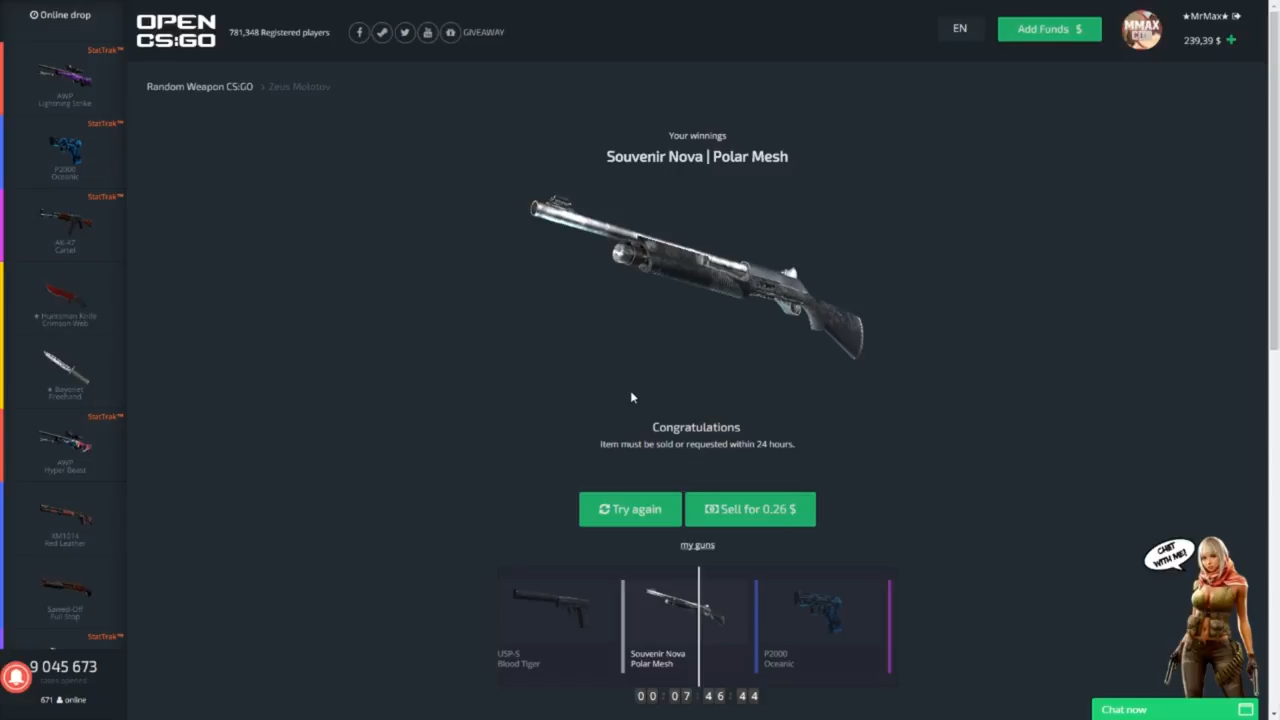 Online drop
StatTrak™
AWP
Lightning Strike
StatTrak™
P2000
Oceanic
StatTrak™
AK-47
Cartel
★ Huntsman Knife
Crimson Web
★ Bayonet
Freehand
StatTrak™
AWP
Hyper Beast
XM1014
Red Leather
Sawed-Off
Full Stop
StatTrak™
9 045 673
cases opened
671 online
OPEN
CS:GO
781,348 Registered players
GIVEAWAY
EN
Add Funds $
MMAX
★MrMax★
239,39 $ +
Random Weapon CS:GO > Zeus Molotov
Your winnings
Souvenir Nova | Polar Mesh
Congratulations
Item must be sold or requested within 24 hours.
Try again
Sell for 0,26 $
my guns
USP-S
Blood Tiger
Souvenir Nova
Polar Mesh
P2000
Oceanic
00:07:46:44
CHAT
WITH ME!
Chat now